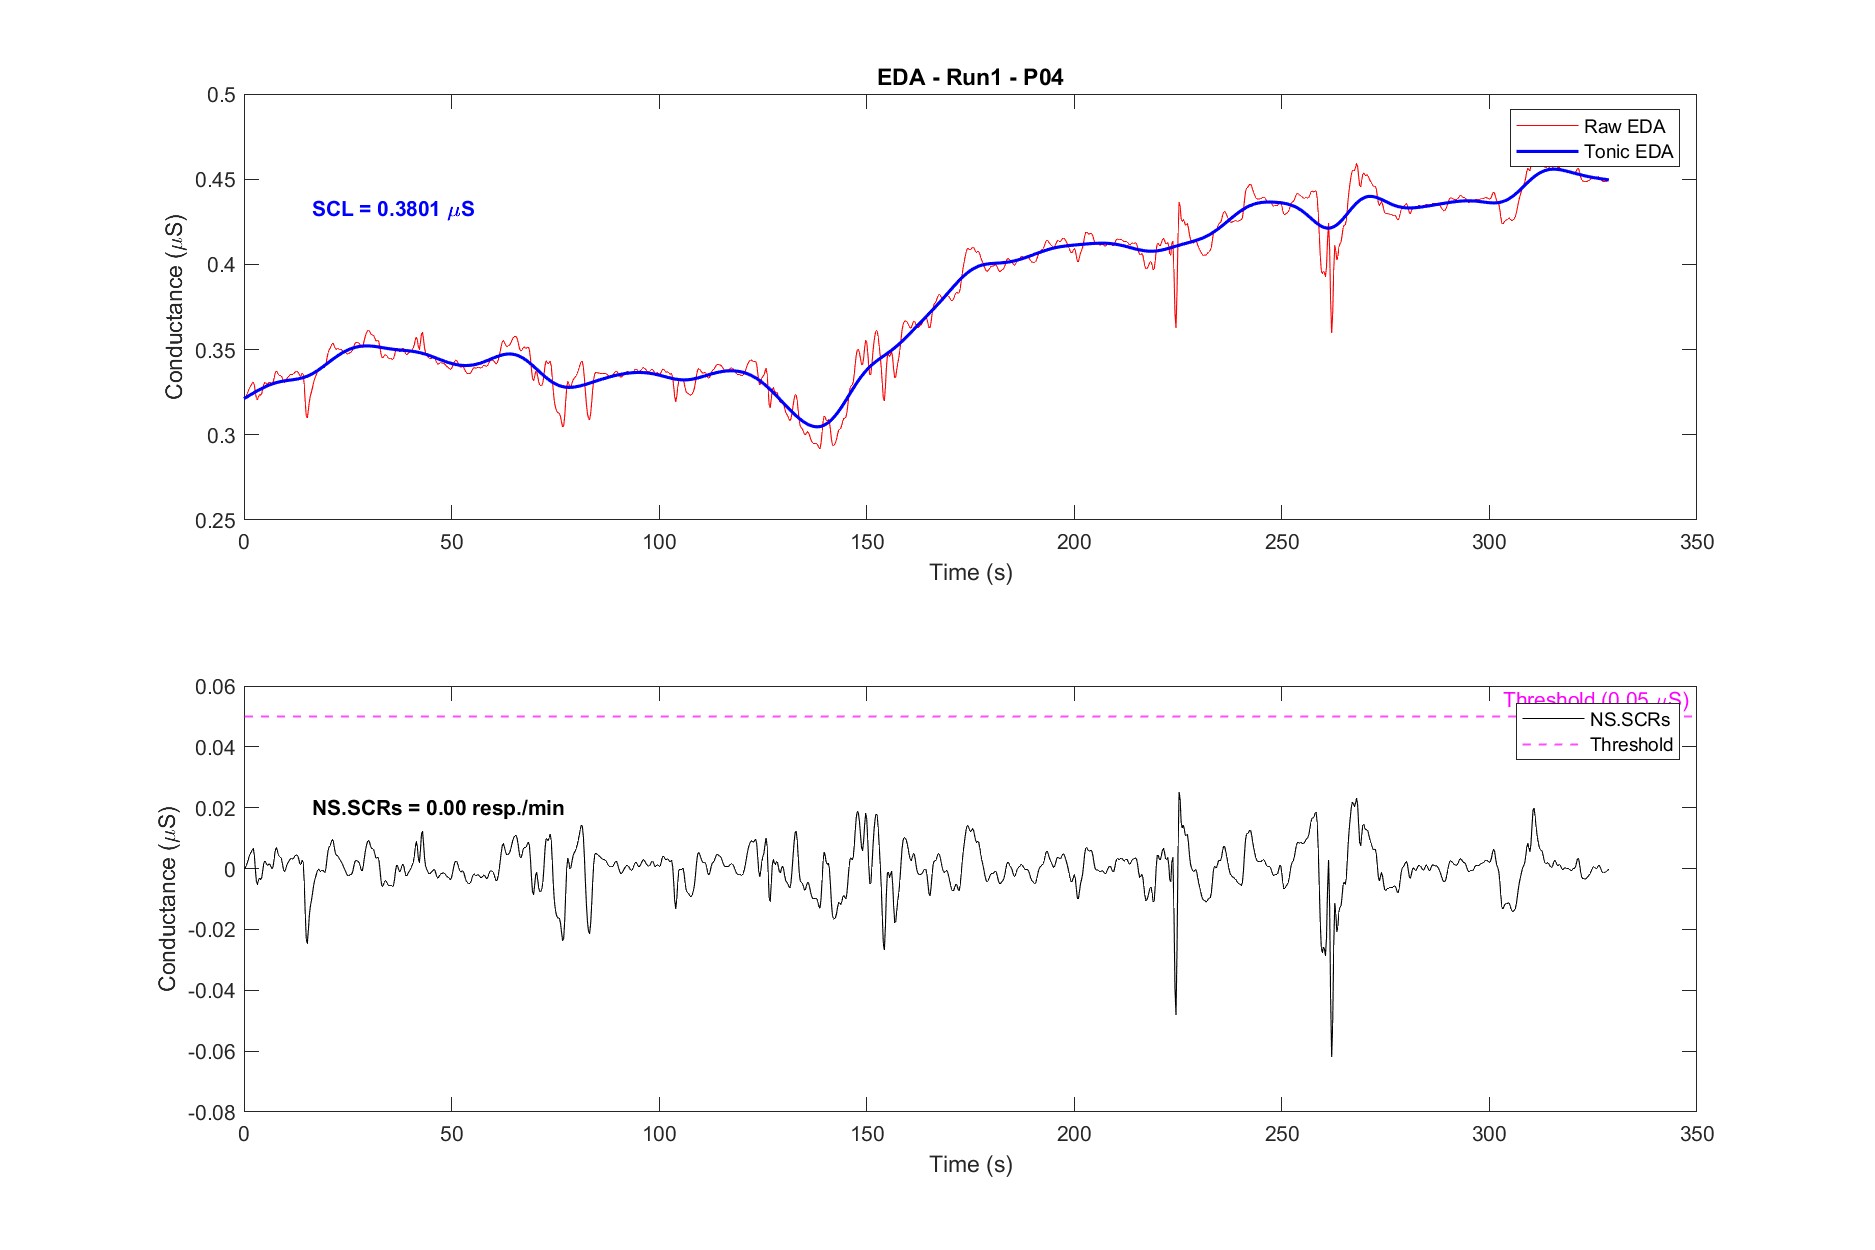 EDA - Run1 - P04
0.5
0.45
0.4
0.35
0.3
0.25
Conductance (μS)
SCL = 0.3801 μS
Raw EDA
Tonic EDA
0 50 100 150 200 250 300 350
Time (s)
0.06
0.04
0.02
0
-0.02
-0.04
-0.06
-0.08
Conductance (μS)
Threshold (0.05 μS)
NS.SCRs
Threshold
NS.SCRs = 0.00 resp./min
0 50 100 150 200 250 300 350
Time (s)